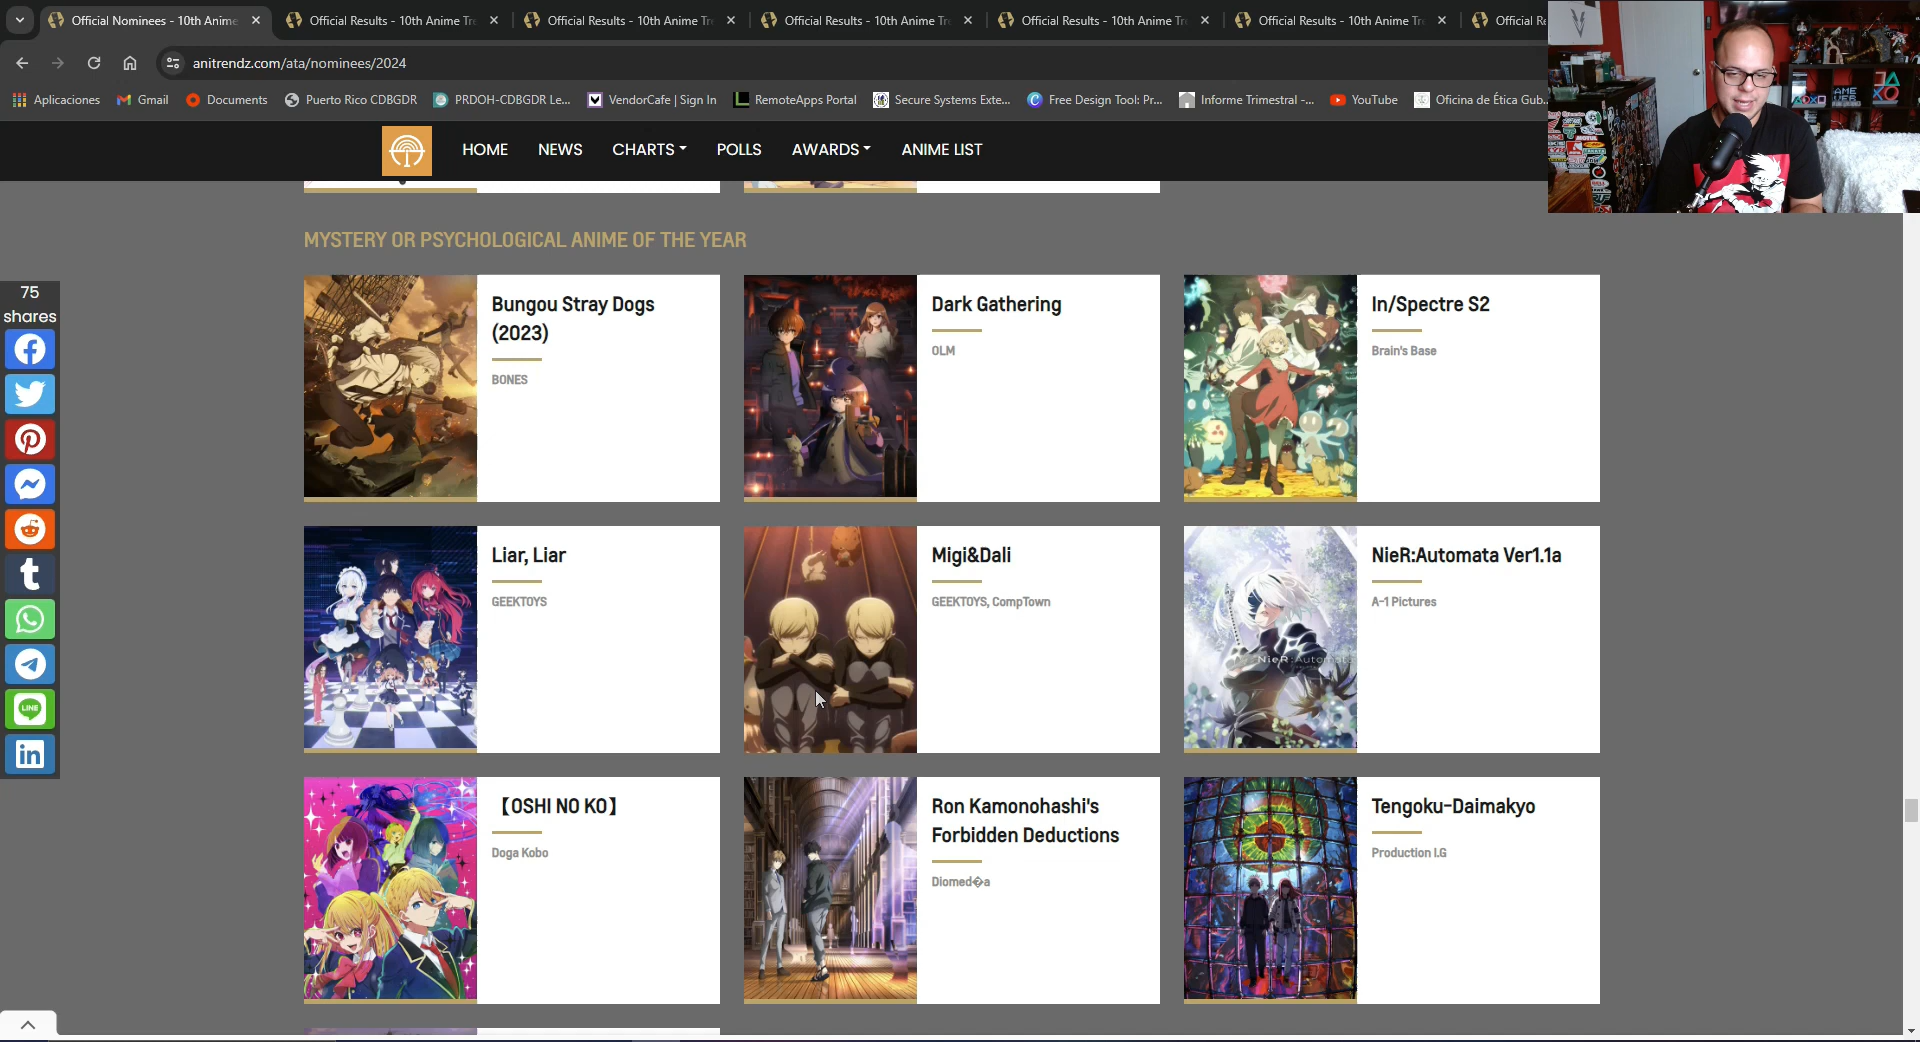 Official Nominees - 10th Anime
Official Results - 10th Anime Tr
Official Results - 10th Anime Tr
Official Results - 10th Anime Tr
Official Results - 10th Anime Tr
Official Results - 10th Anime Tr
Official Re
anitrendz.com/ata/nominees/2024
Aplicaciones
Gmail
Documents
Puerto Rico CDBGDR
PRDOH-CDBGDR Le...
VendorCafe | Sign In
RemoteApps Portal
Secure Systems Exte...
Free Design Tool: Pr...
Informe Trimestral -...
YouTube
Oficina de Ética Gub...
HOME
NEWS
CHARTS
POLLS
AWARDS
ANIME LIST
MYSTERY OR PSYCHOLOGICAL ANIME OF THE YEAR
75
shares
LINE
Bungou Stray Dogs
(2023)
BONES
Dark Gathering
OLM
In/Spectre S2
Brain's Base
Liar, Liar
GEEKTOYS
Migi&Dali
GEEKTOYS, CompTown
NieR:Automata Ver1.1a
A-1 Pictures
NieR:Automata
【OSHI NO KO】
Doga Kobo
Ron Kamonohashi's
Forbidden Deductions
Diomed�a
Tengoku-Daimakyo
Production I.G